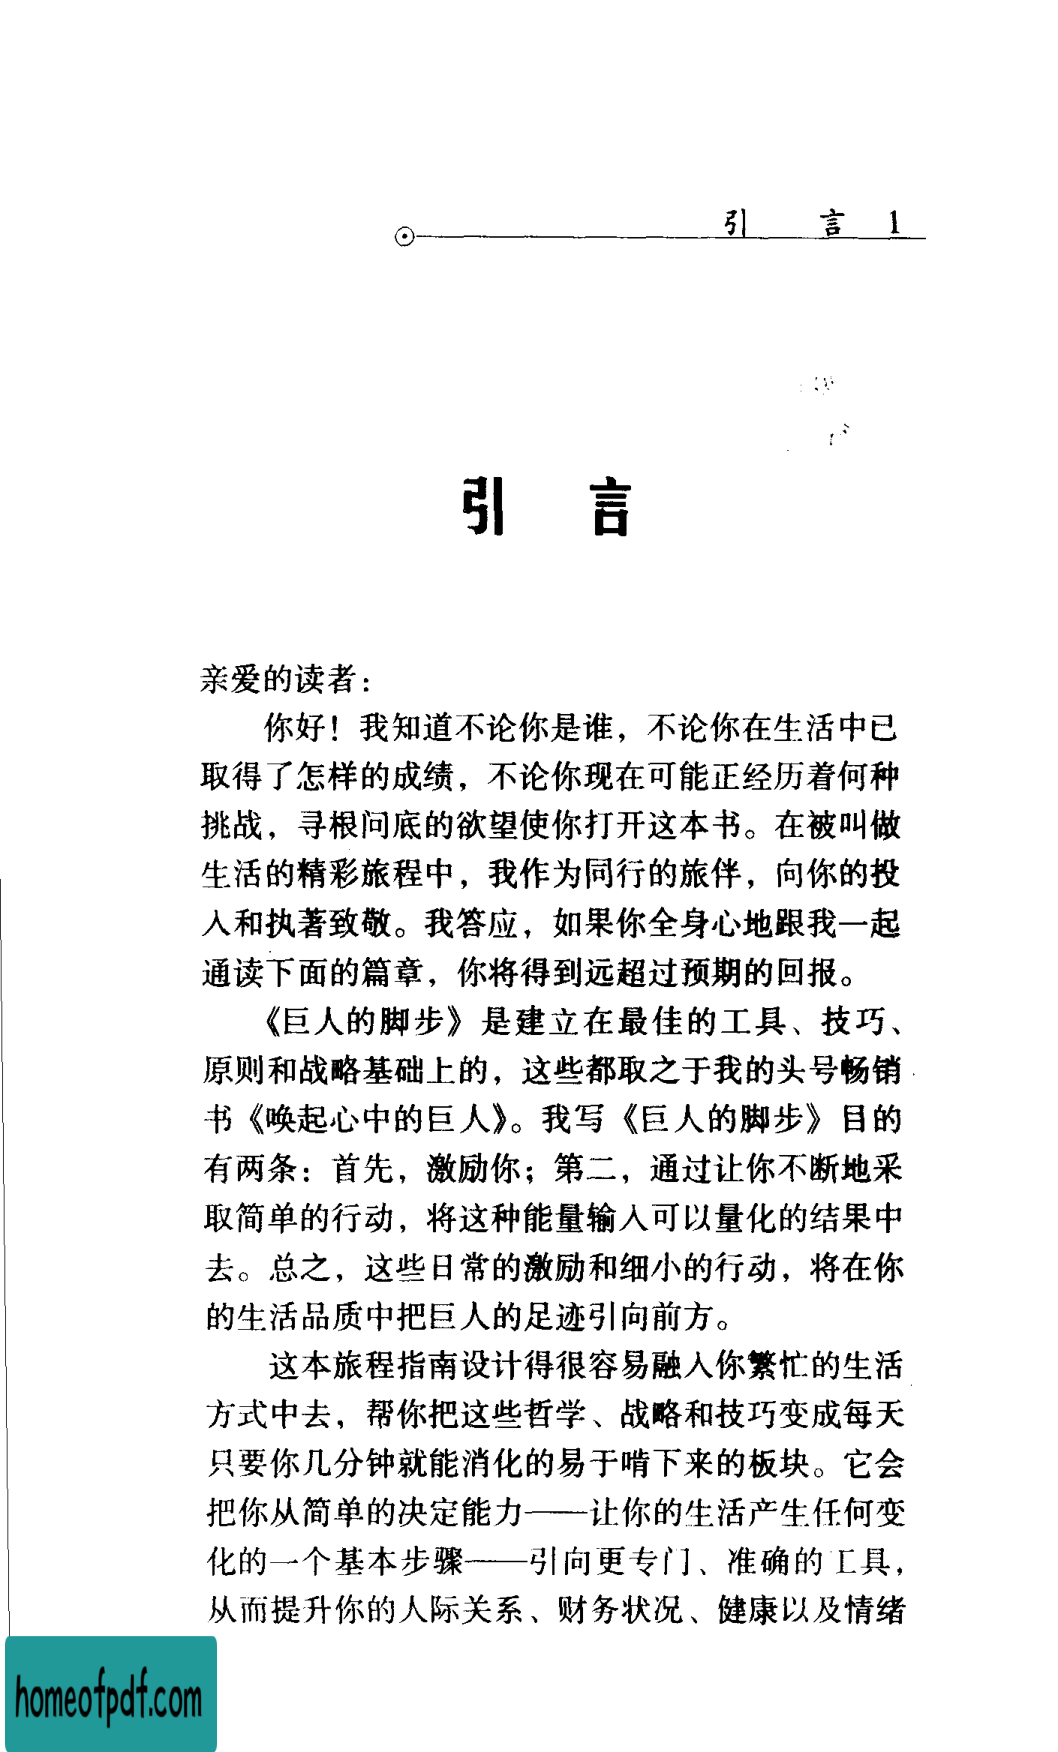 引 言 1
引 言
亲爱的读者：
你好！我知道不论你是谁，不论你在生活中已
取得了怎样的成绩，不论你现在可能正经历着何种
挑战，寻根问底的欲望使你打开这本书。在被叫做
生活的精彩旅程中，我作为同行的旅伴，向你的投
入和执著致敬。我答应，如果你全身心地跟我一起
通读下面的篇章，你将得到远超过预期的回报。
《巨人的脚步》是建立在最佳的工具、技巧、
原则和战略基础上的，这些都取之于我的头号畅销
书《唤起心中的巨人》。我写《巨人的脚步》目的
有两条：首先，激励你；第二，通过让你不断地采
取简单的行动，将这种能量输入可以量化的结果中
去。总之，这些日常的激励和细小的行动，将在你
的生活品质中把巨人的足迹引向前方。
这本旅程指南设计得很容易融入你繁忙的生活
方式中去，帮你把这些哲学、战略和技巧变成每天
只要你几分钟就能消化的易于啃下来的板块。它会
把你从简单的决定能力——让你的生活产生任何变
化的一个基本步骤——引向更专门、准确的工具，
从而提升你的人际关系、财务状况、健康以及情绪
homeofpdf.com